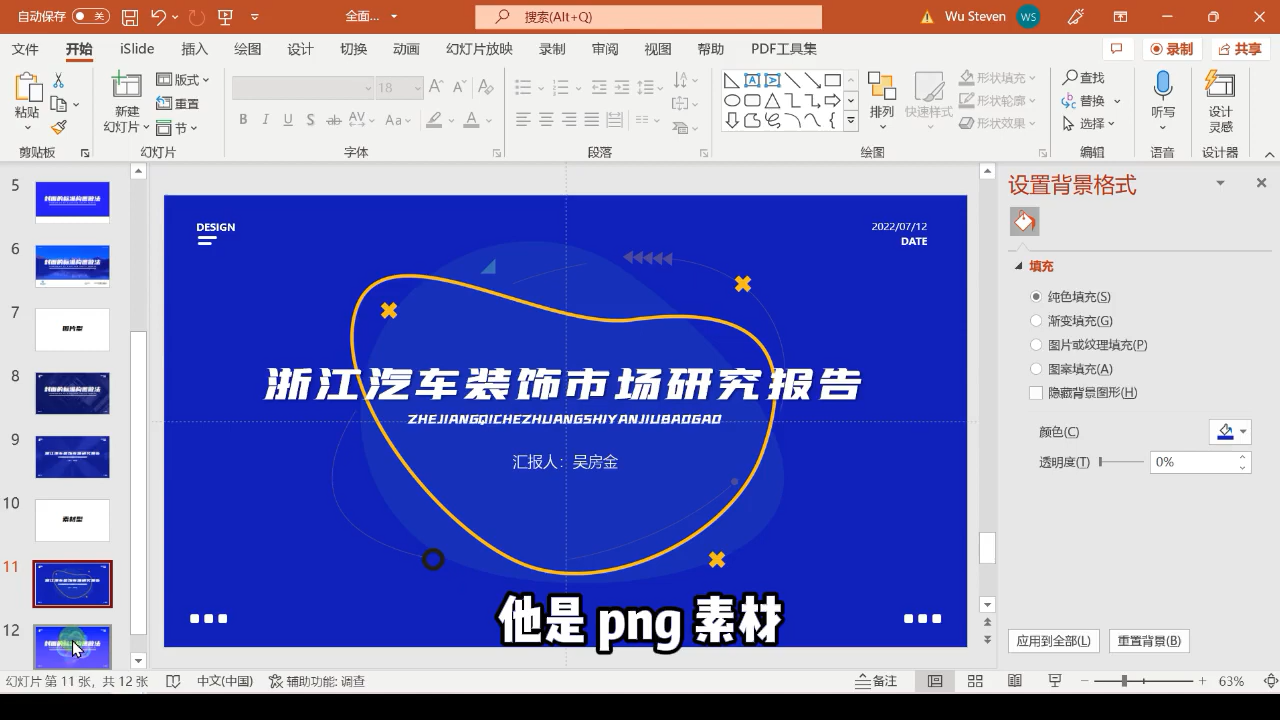 自动保存 关 全面... 搜索(Alt+Q) Wu Steven WS
文件 开始 iSlide 插入 绘图 设计 切换 动画 幻灯片放映 录制 审阅 视图 帮助 PDF工具集 录制 共享
粘贴 新建 幻灯片 版式 重置 节 18
排列 快速样式 形状填充 形状轮廓 形状效果 查找 替换 选择 听写 设计 灵感
剪贴板 幻灯片 字体 段落 绘图 编辑 语音 设计器
5
6
7
图片型
8
9
10
素材型
11
12
DESIGN
2022/07/12
DATE
浙江汽车装饰市场研究报告
ZHEJIANGQICHEZHUANGSHIYANJIUBAOGAO
汇报人：吴房金
他是 png 素材
设置背景格式
填充
纯色填充(S)
渐变填充(G)
图片或纹理填充(P)
图案填充(A)
隐藏背景图形(H)
颜色(C)
透明度(T) 0%
应用到全部(L) 重置背景(B)
幻灯片 第 11 张，共 12 张 中文(中国) 辅助功能: 调查 备注 63%